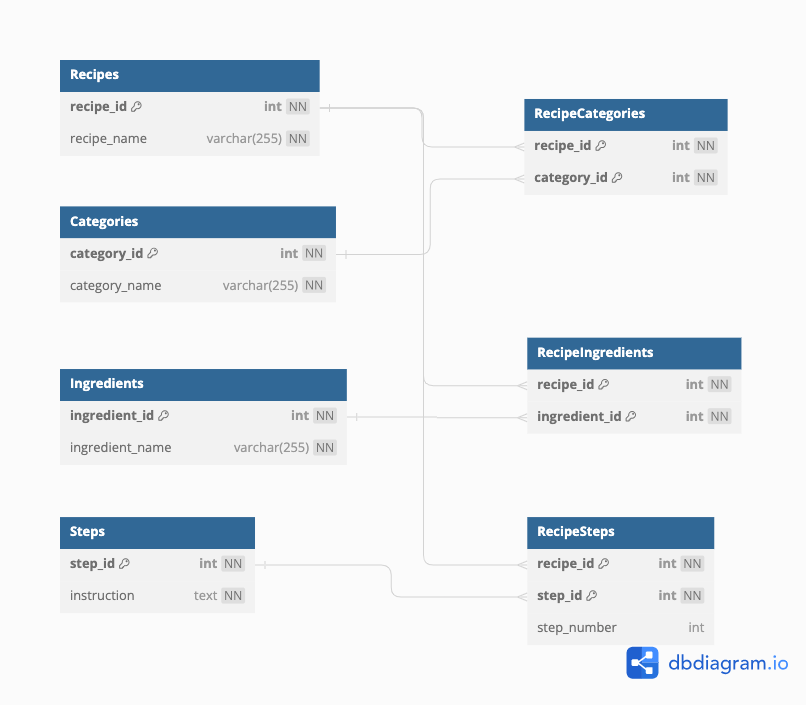 Recipes
recipe_id int NN
recipe_name varchar(255) NN
RecipeCategories
recipe_id int NN
category_id int NN
Categories
category_id int NN
category_name varchar(255) NN
RecipeIngredients
recipe_id int NN
ingredient_id int NN
Ingredients
ingredient_id int NN
ingredient_name varchar(255) NN
Steps
step_id int NN
instruction text NN
RecipeSteps
recipe_id int NN
step_id int NN
step_number int
dbdiagram.io